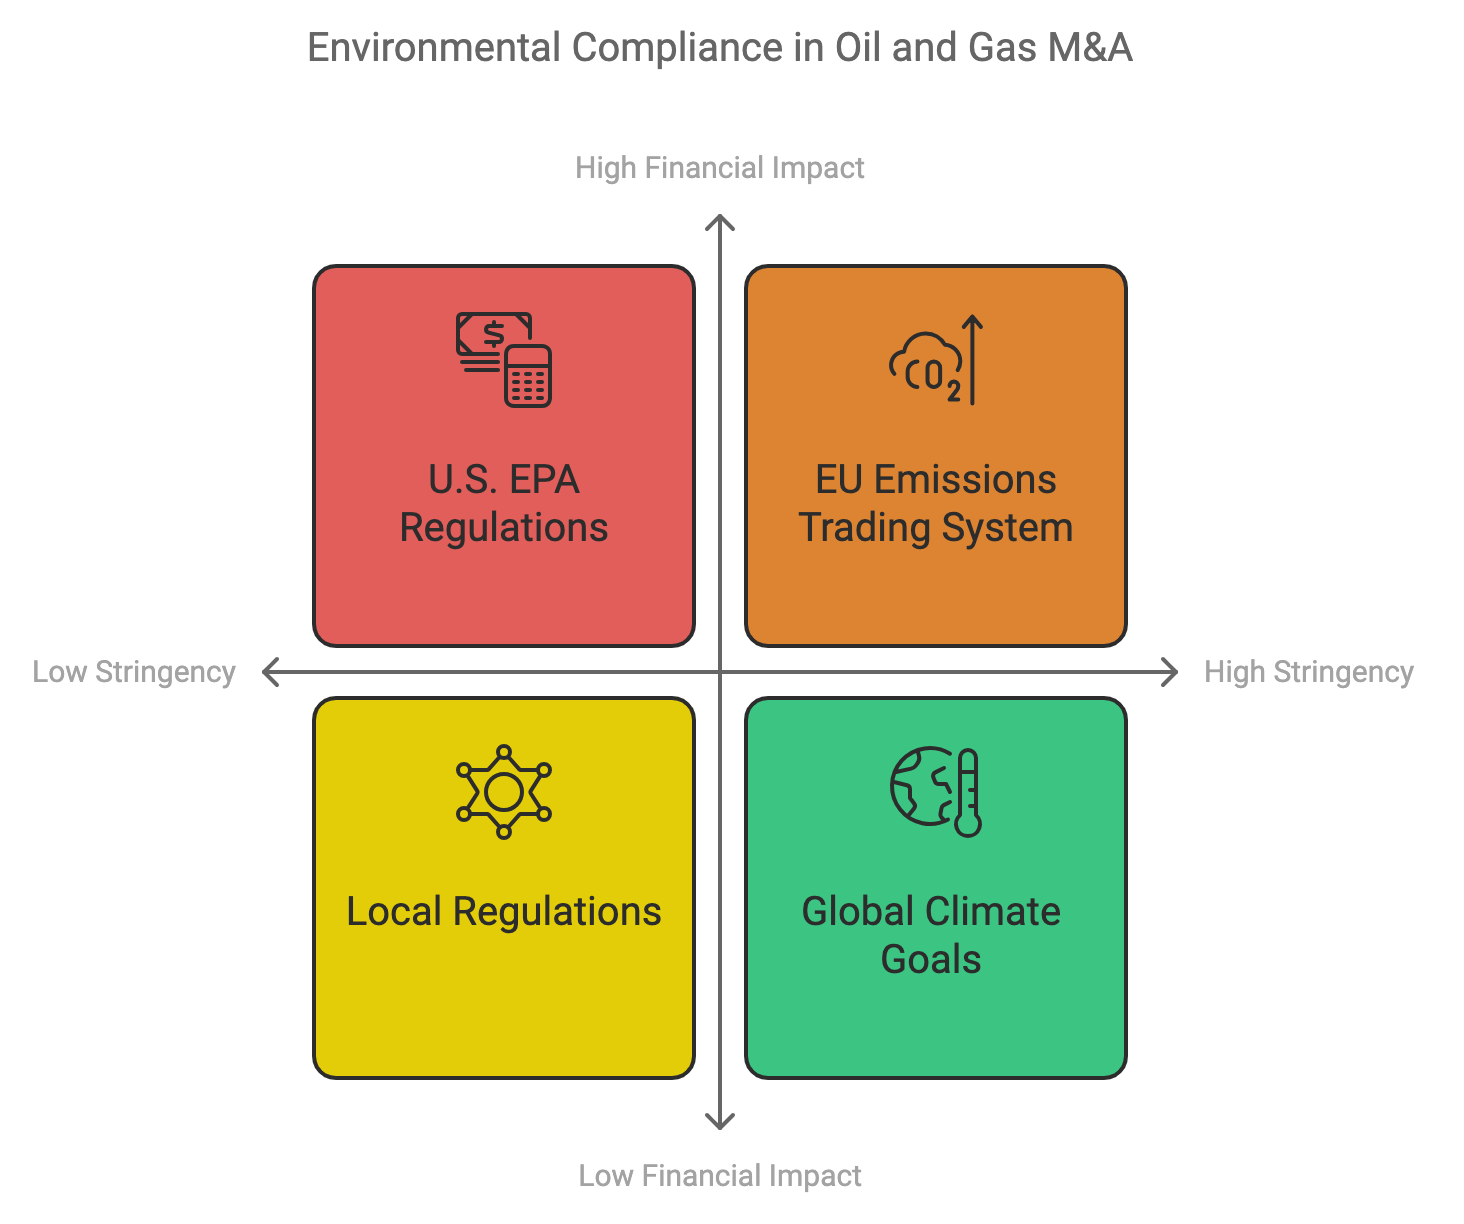 Environmental Compliance in Oil and Gas M&A
High Financial Impact
$
CO2
U.S. EPA
Regulations
EU Emissions
Trading System
Low Stringency
High Stringency
Local Regulations
Global Climate
Goals
Low Financial Impact